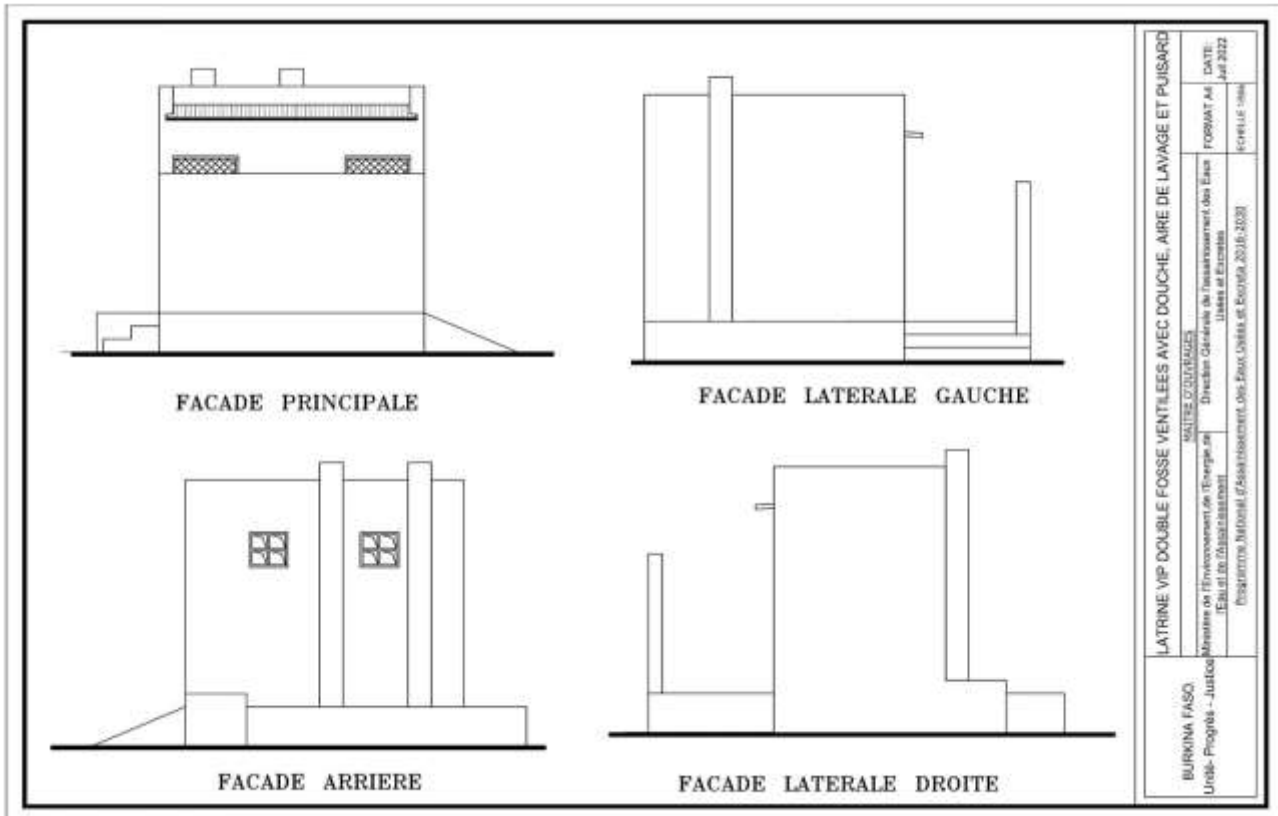 FACADE PRINCIPALE
FACADE LATERALE GAUCHE
FACADE ARRIERE
FACADE LATERALE DROITE
BURKINA FASO
Unité- Progrès - Justice
LATRINE VIP DOUBLE FOSSE VENTILEES AVEC DOUCHE, AIRE DE LAVAGE ET PUISARD
MAITRE D'OUVRAGES
Ministère de l'Environnement, de l'Energie, de
l'Eau et de l'Assainissement
Direction Générale de l'assainissement des Eaux
Usées et Excretas
Programme National d'Assainissement des Eaux Usées et Excreta 2016-2030
FORMAT A4
DATE:
Juil 2022
ECHELLE